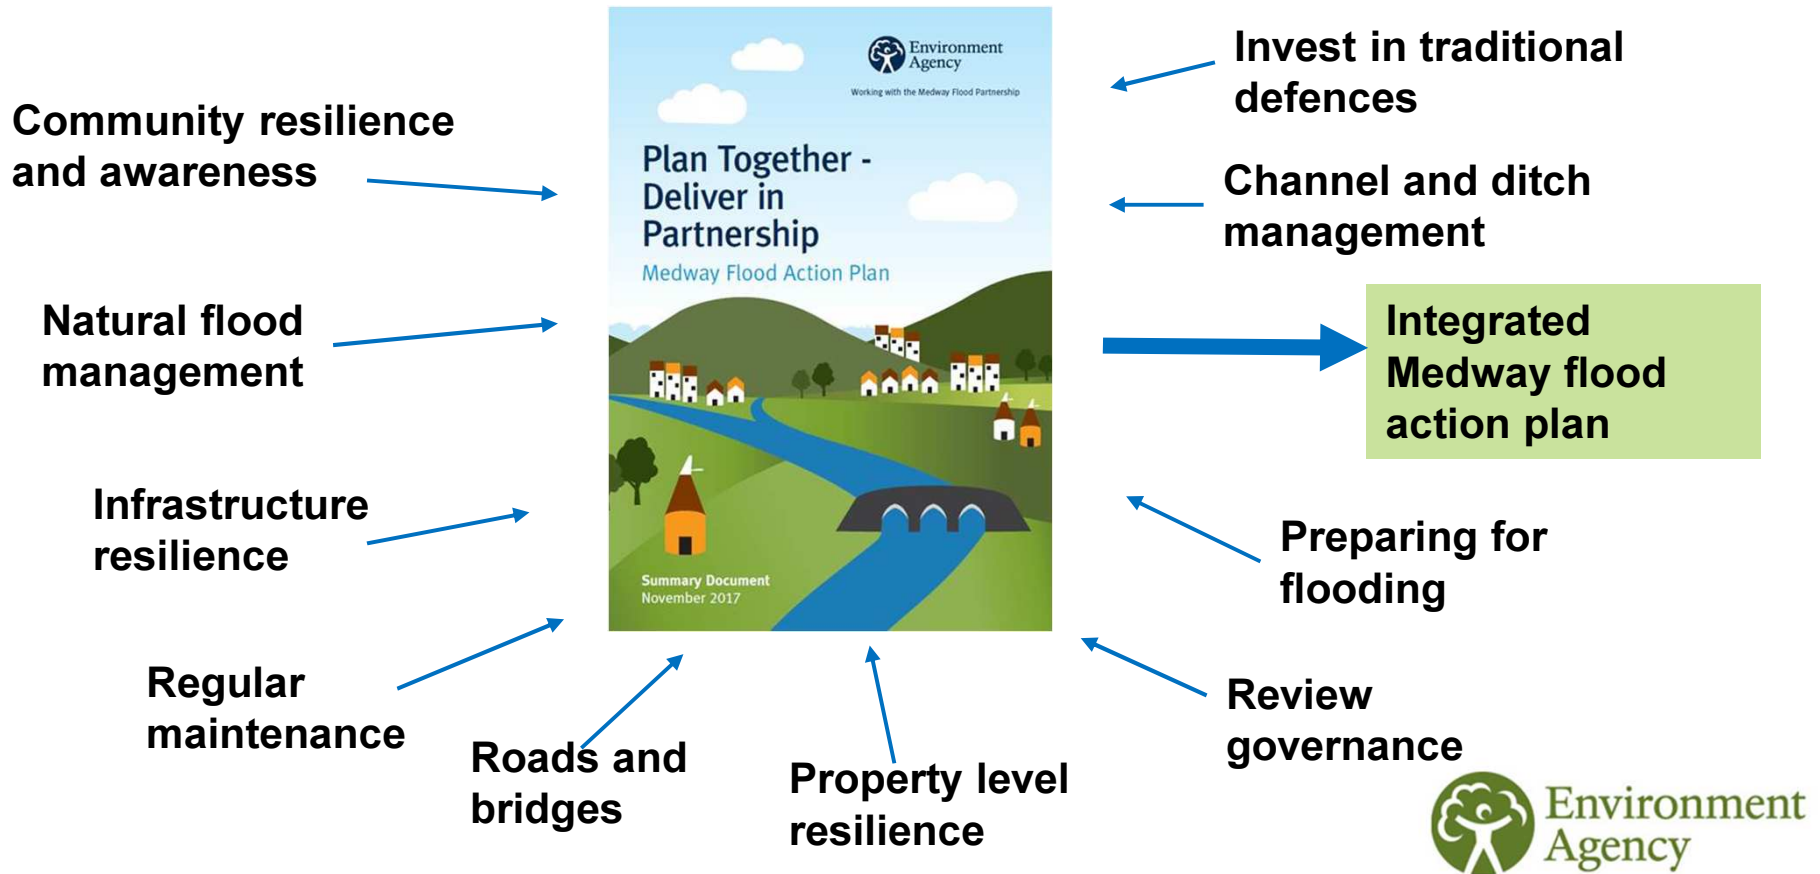 Environment
Agency
Working with the Medway Flood Partnership
Plan Together -
Deliver in
Partnership
Medway Flood Action Plan
Summary Document
November 2017
Community resilience
and awareness
Natural flood
management
Infrastructure
resilience
Regular
maintenance
Roads and
bridges
Property level
resilience
Invest in traditional
defences
Channel and ditch
management
Integrated
Medway flood
action plan
Preparing for
flooding
Review
governance
Environment
Agency